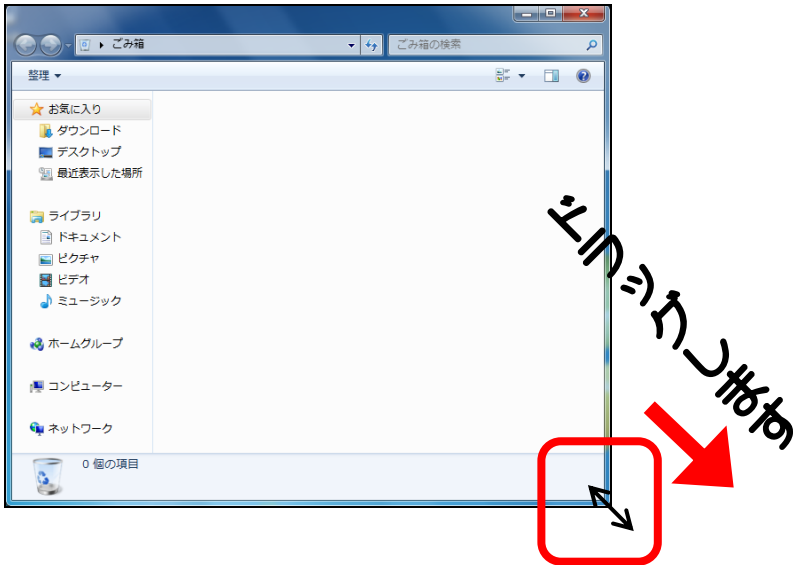 ごみ箱
ごみ箱の検索
整理
お気に入り
ダウンロード
デスクトップ
最近表示した場所
ライブラリ
ドキュメント
ピクチャ
ビデオ
ミュージック
ホームグループ
コンピューター
ネットワーク
0 個の項目
ドラッグします